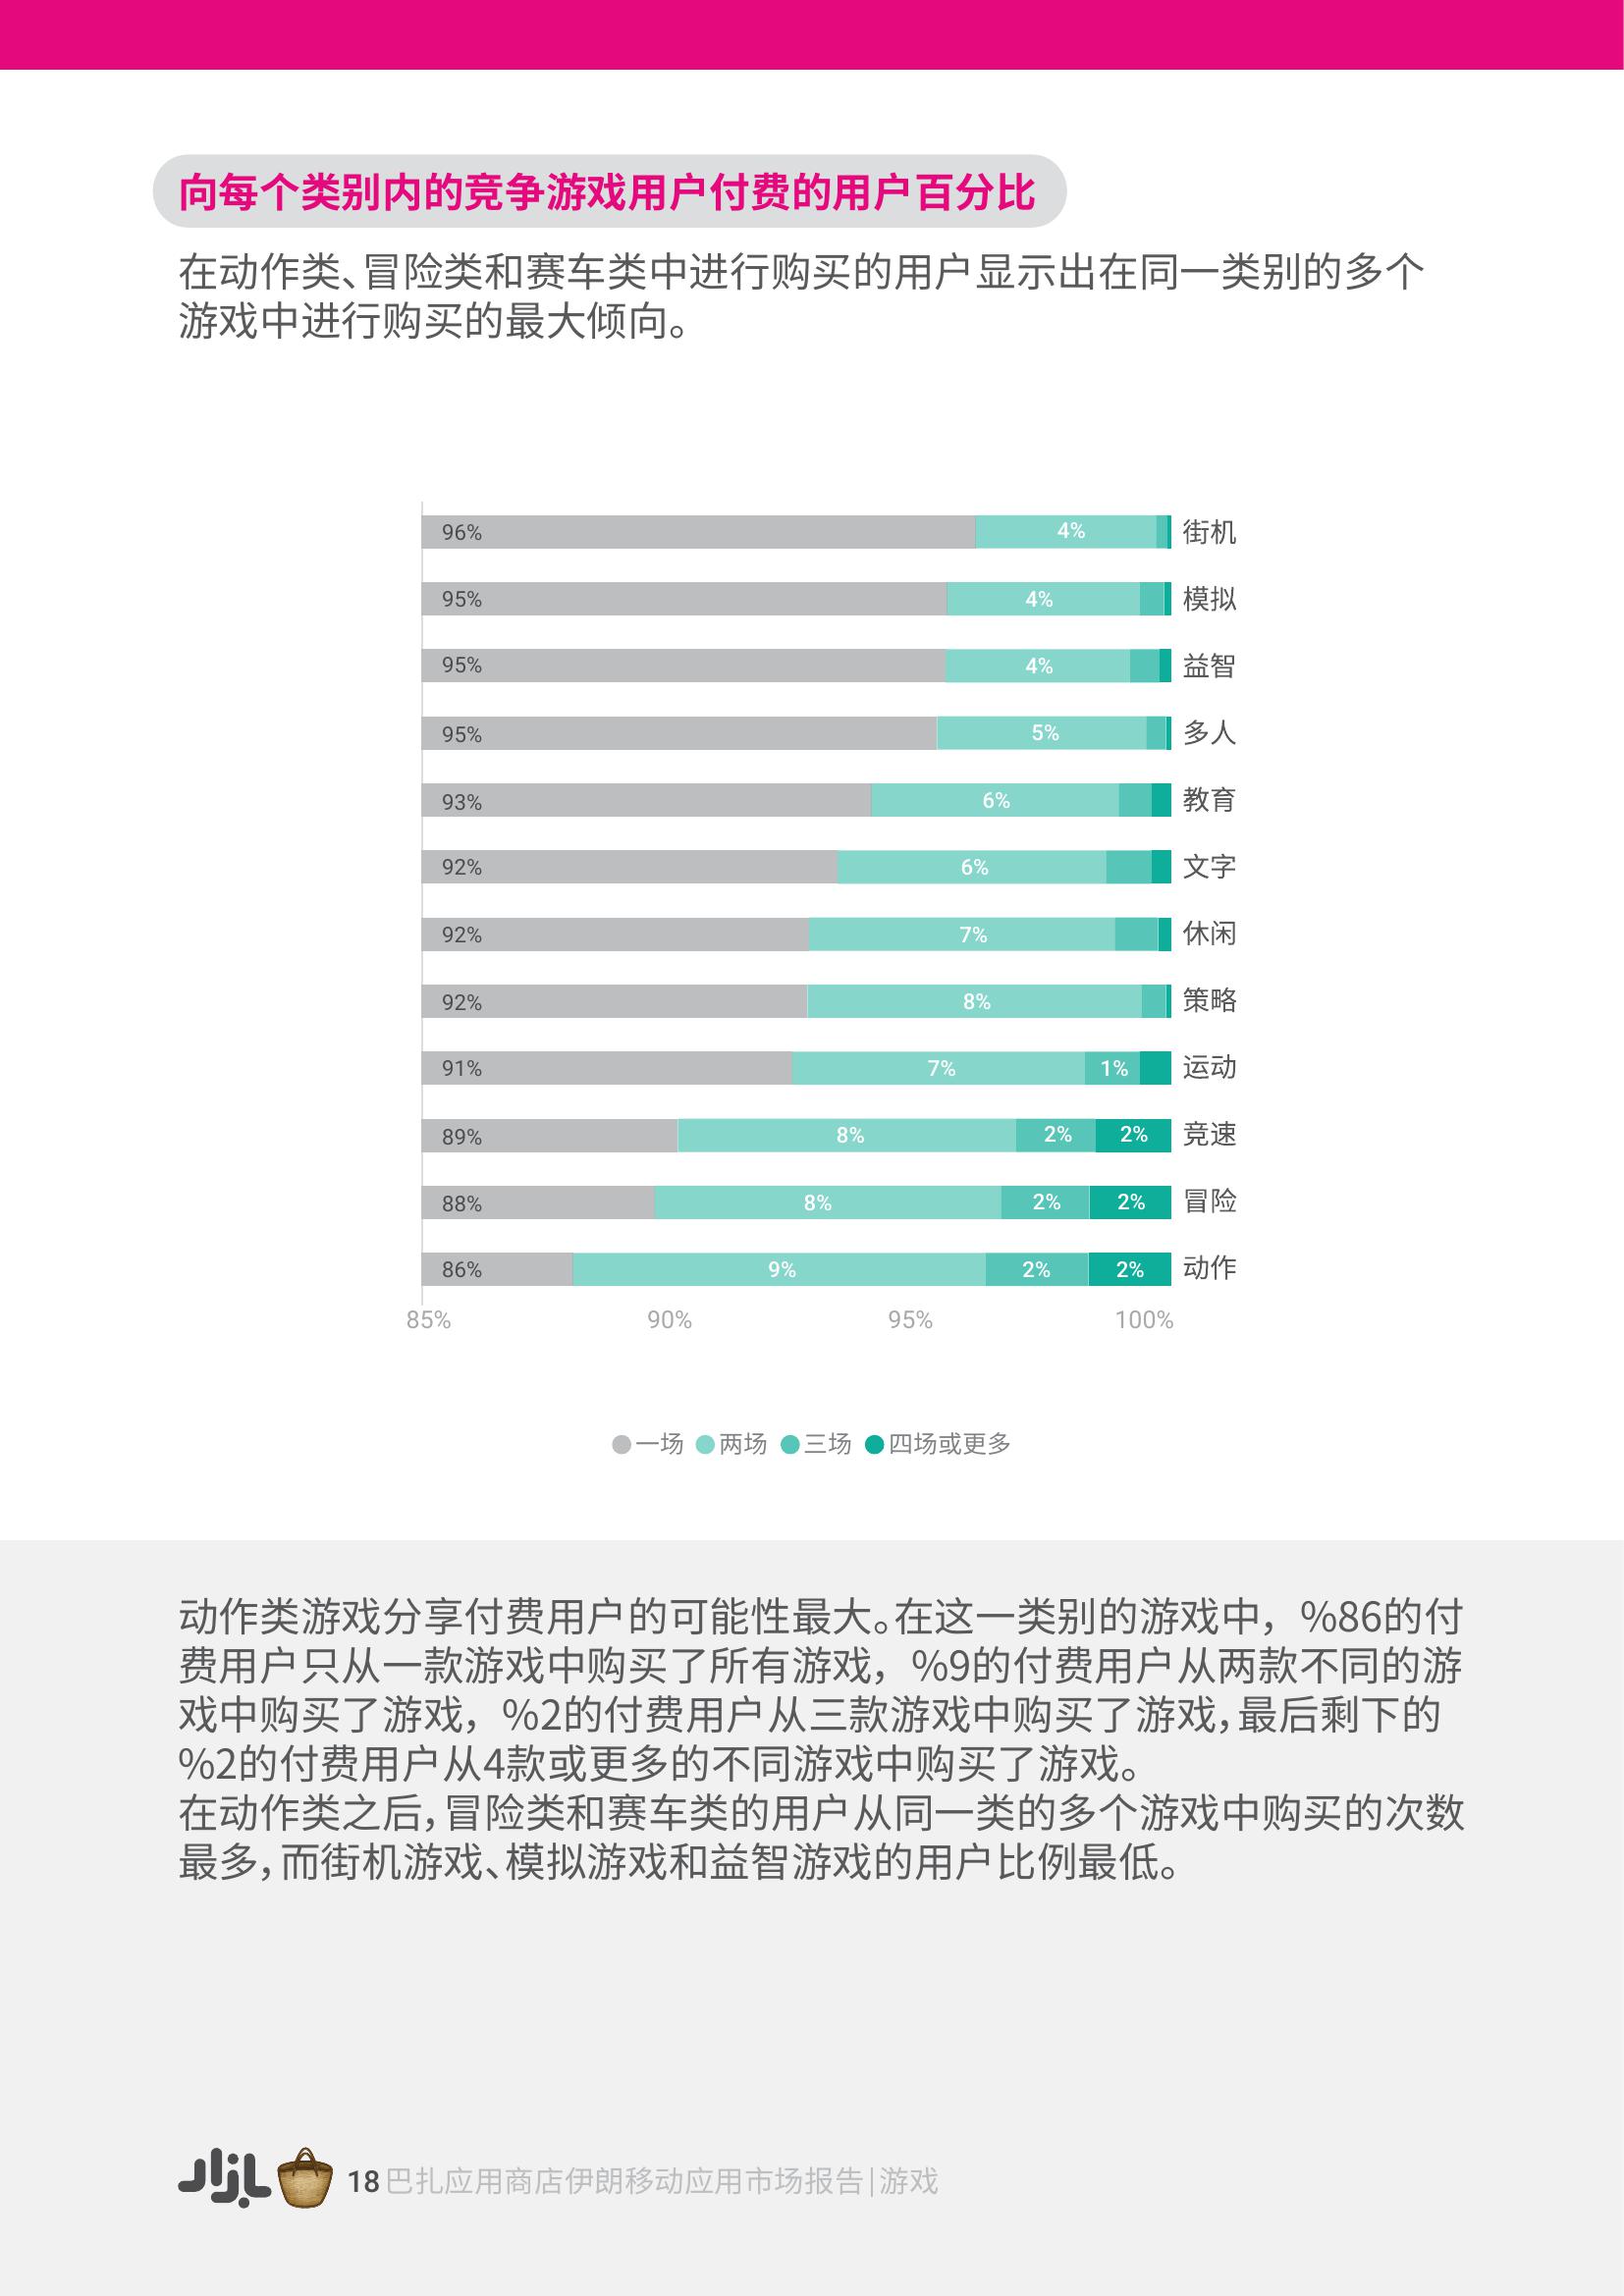 向每个类别内的竞争游戏用户付费的用户百分比
在动作类、冒险类和赛车类中进行购买的用户显示出在同一类别的多个
游戏中进行购买的最大倾向。
96% 4% 街机
95% 4% 模拟
95% 4% 益智
95% 5% 多人
93% 6% 教育
92% 6% 文字
92% 7% 休闲
92% 8% 策略
91% 7% 1% 运动
89% 8% 2% 2% 竞速
88% 8% 2% 2% 冒险
86% 9% 2% 2% 动作
85% 90% 95% 100%
一场 两场 三场 四场或更多
动作类游戏分享付费用户的可能性最大。在这一类别的游戏中，%86的付
费用户只从一款游戏中购买了所有游戏，%9的付费用户从两款不同的游
戏中购买了游戏，%2的付费用户从三款游戏中购买了游戏，最后剩下的
%2的付费用户从4款或更多的不同游戏中购买了游戏。
在动作类之后，冒险类和赛车类的用户从同一类的多个游戏中购买的次数
最多，而街机游戏、模拟游戏和益智游戏的用户比例最低。
بازار 18 巴扎应用商店伊朗移动应用市场报告|游戏